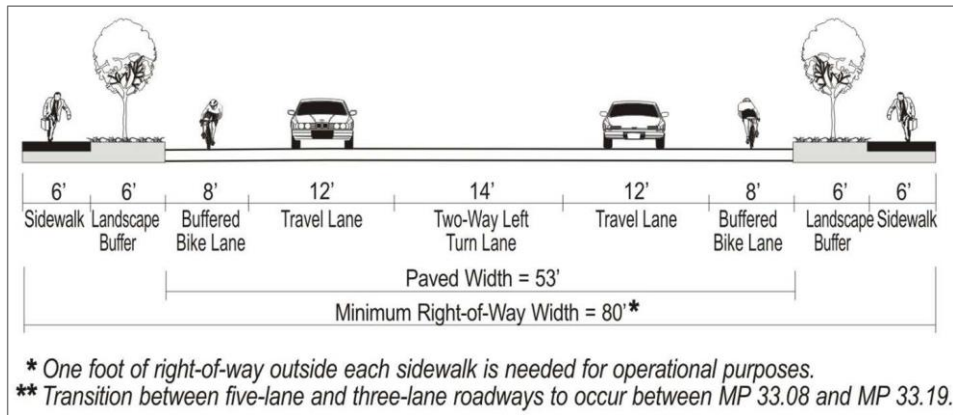 6’ 6’ 8’ 12’ 14’ 12’ 8’ 6’ 6’
Sidewalk Landscape Buffered Travel Lane Two-Way Left Travel Lane Buffered Landscape Sidewalk
Buffer Bike Lane Turn Lane Bike Lane Buffer
Paved Width = 53’
Minimum Right-of-Way Width = 80’*
* One foot of right-of-way outside each sidewalk is needed for operational purposes.
** Transition between five-lane and three-lane roadways to occur between MP 33.08 and MP 33.19.